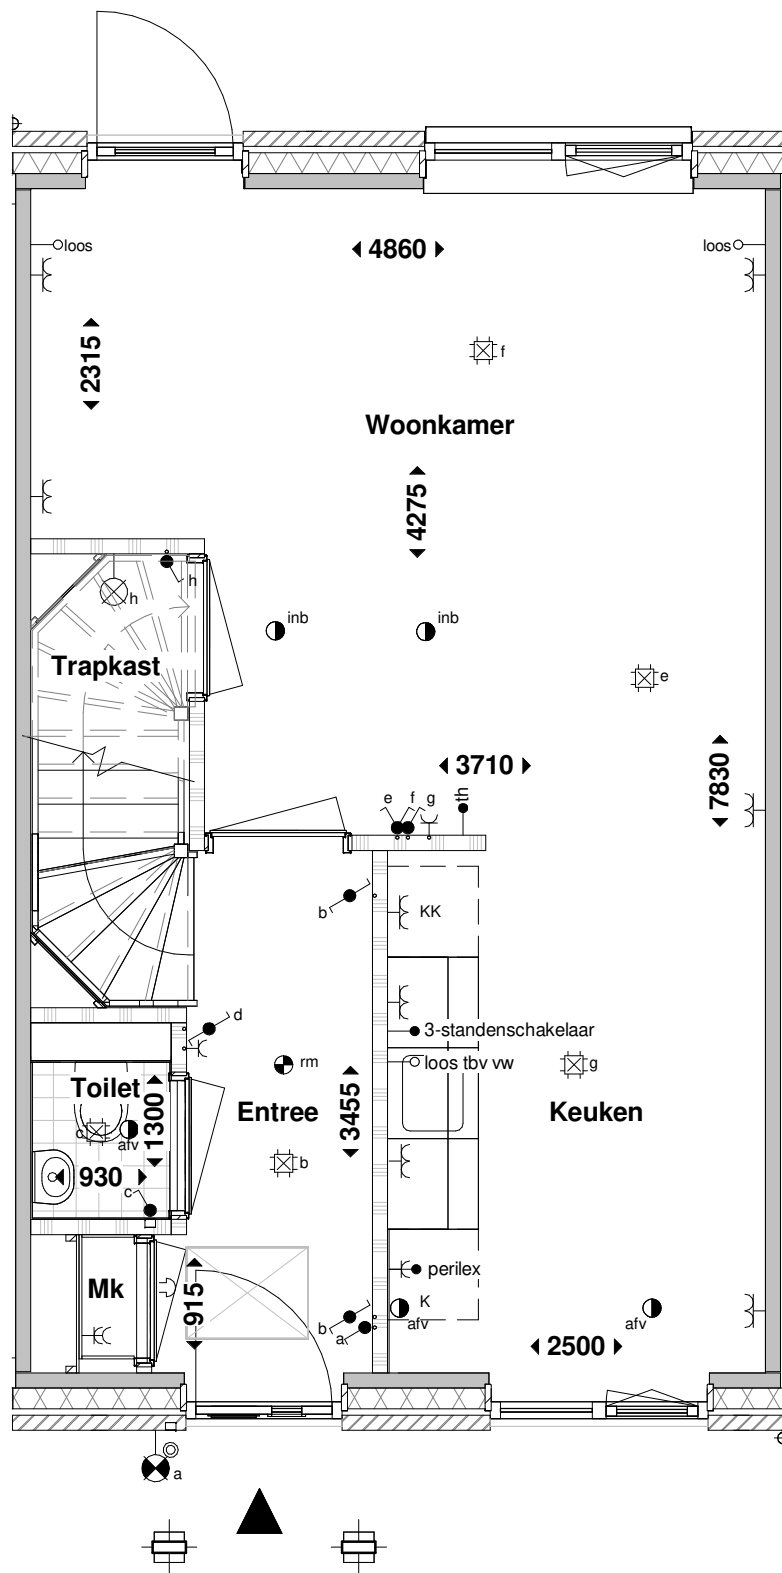 loos
4860
loos
2315
f
Woonkamer
4275
h
h
inb
inb
Trapkast
e
3710
7830
e
f
g
th
b
KK
d
3-standenschakelaar
rm
loos tbv vw
g
Toilet
1300
Entree
3455
Keuken
c
afv
b
930
c
perilex
Mk
915
K
b
afv
afv
a
2500
a